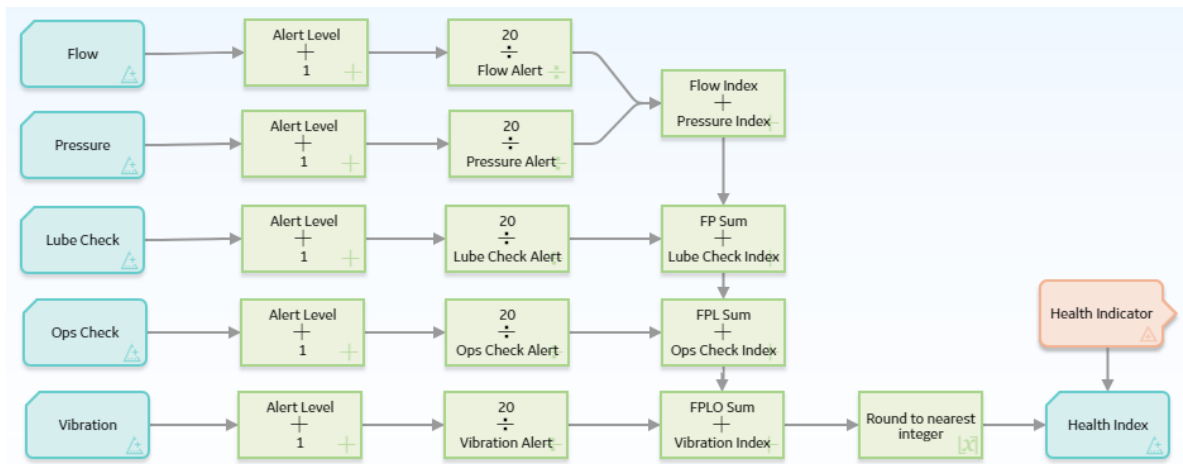 Flow
Alert Level
+
1
20
÷
Flow Alert
Flow Index
+
Pressure Index
Pressure
Alert Level
+
1
20
÷
Pressure Alert
Lube Check
Alert Level
+
1
20
÷
Lube Check Alert
FP Sum
+
Lube Check Index
Ops Check
Alert Level
+
1
20
÷
Ops Check Alert
FPL Sum
+
Ops Check Index
Health Indicator
Vibration
Alert Level
+
1
20
÷
Vibration Alert
FPLO Sum
+
Vibration Index
Round to nearest
integer
Health Index